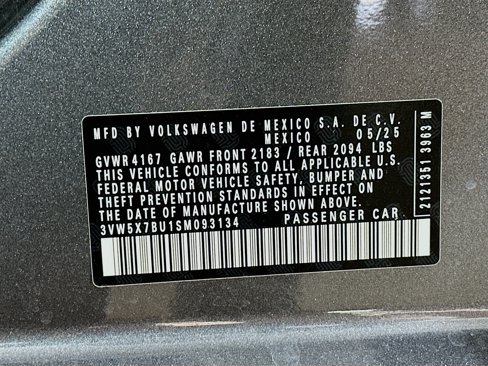 MFD BY VOLKSWAGEN DE MEXICO S.A. DE C.V.
MEXICO 05/25
GVWR 4167 GAWR FRONT 2183 / REAR 2094 LBS
THIS VEHICLE CONFORMS TO ALL APPLICABLE U.S.
FEDERAL MOTOR VEHICLE SAFETY, BUMPER AND
THEFT PREVENTION STANDARDS IN EFFECT ON
THE DATE OF MANUFACTURE SHOWN ABOVE.
3VW5X7BU1SM093134 PASSENGER CAR
2121351 3963 M